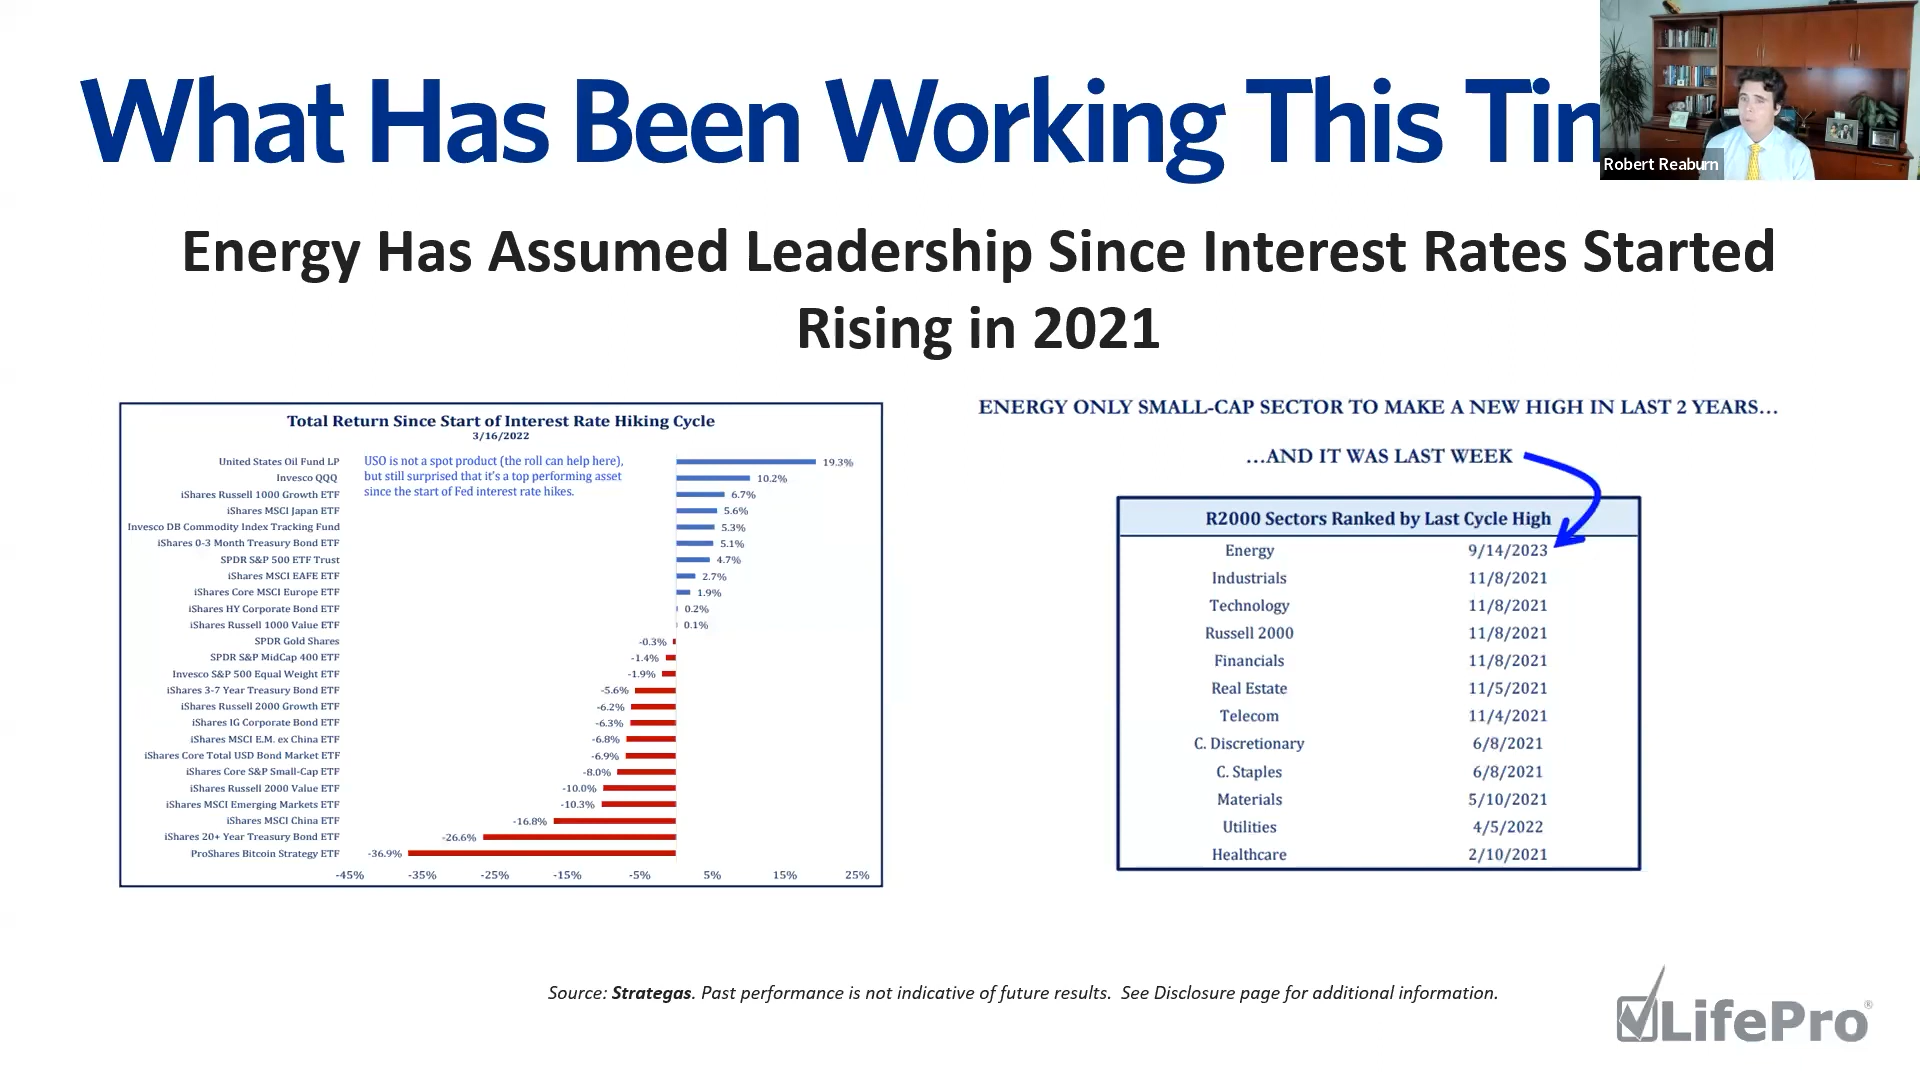 What Has Been Working This Tim
Robert Reaburn
Energy Has Assumed Leadership Since Interest Rates Started
Rising in 2021
Total Return Since Start of Interest Rate Hiking Cycle
3/16/2022
USO is not a spot product (the roll can help here),
but still surprised that it's a top performing asset
since the start of Fed interest rate hikes.
United States Oil Fund LP 19.3%
Invesco QQQ 10.2%
iShares Russell 1000 Growth ETF 6.7%
iShares MSCI Japan ETF 5.6%
Invesco DB Commodity Index Tracking Fund 5.3%
iShares 0-3 Month Treasury Bond ETF 5.1%
SPDR S&P 500 ETF Trust 4.7%
iShares MSCI EAFE ETF 2.7%
iShares Core MSCI Europe ETF 1.9%
iShares HY Corporate Bond ETF 0.2%
iShares Russell 1000 Value ETF 0.1%
SPDR Gold Shares -0.3%
SPDR S&P MidCap 400 ETF -1.4%
Invesco S&P 500 Equal Weight ETF -1.9%
iShares 3-7 Year Treasury Bond ETF -5.6%
iShares Russell 2000 Growth ETF -6.2%
iShares IG Corporate Bond ETF -6.3%
iShares MSCI E.M. ex China ETF -6.8%
iShares Core Total USD Bond Market ETF -6.9%
iShares Core S&P Small-Cap ETF -8.0%
iShares Russell 2000 Value ETF -10.0%
iShares MSCI Emerging Markets ETF -10.3%
iShares MSCI China ETF -16.8%
iShares 20+ Year Treasury Bond ETF -26.6%
ProShares Bitcoin Strategy ETF -36.9%
-45% -35% -25% -15% -5% 5% 15% 25%
ENERGY ONLY SMALL-CAP SECTOR TO MAKE A NEW HIGH IN LAST 2 YEARS…
…AND IT WAS LAST WEEK
R2000 Sectors Ranked by Last Cycle High
Energy 9/14/2023
Industrials 11/8/2021
Technology 11/8/2021
Russell 2000 11/8/2021
Financials 11/8/2021
Real Estate 11/5/2021
Telecom 11/4/2021
C. Discretionary 6/8/2021
C. Staples 6/8/2021
Materials 5/10/2021
Utilities 4/5/2022
Healthcare 2/10/2021
Source: Strategas. Past performance is not indicative of future results. See Disclosure page for additional information.
LifePro®